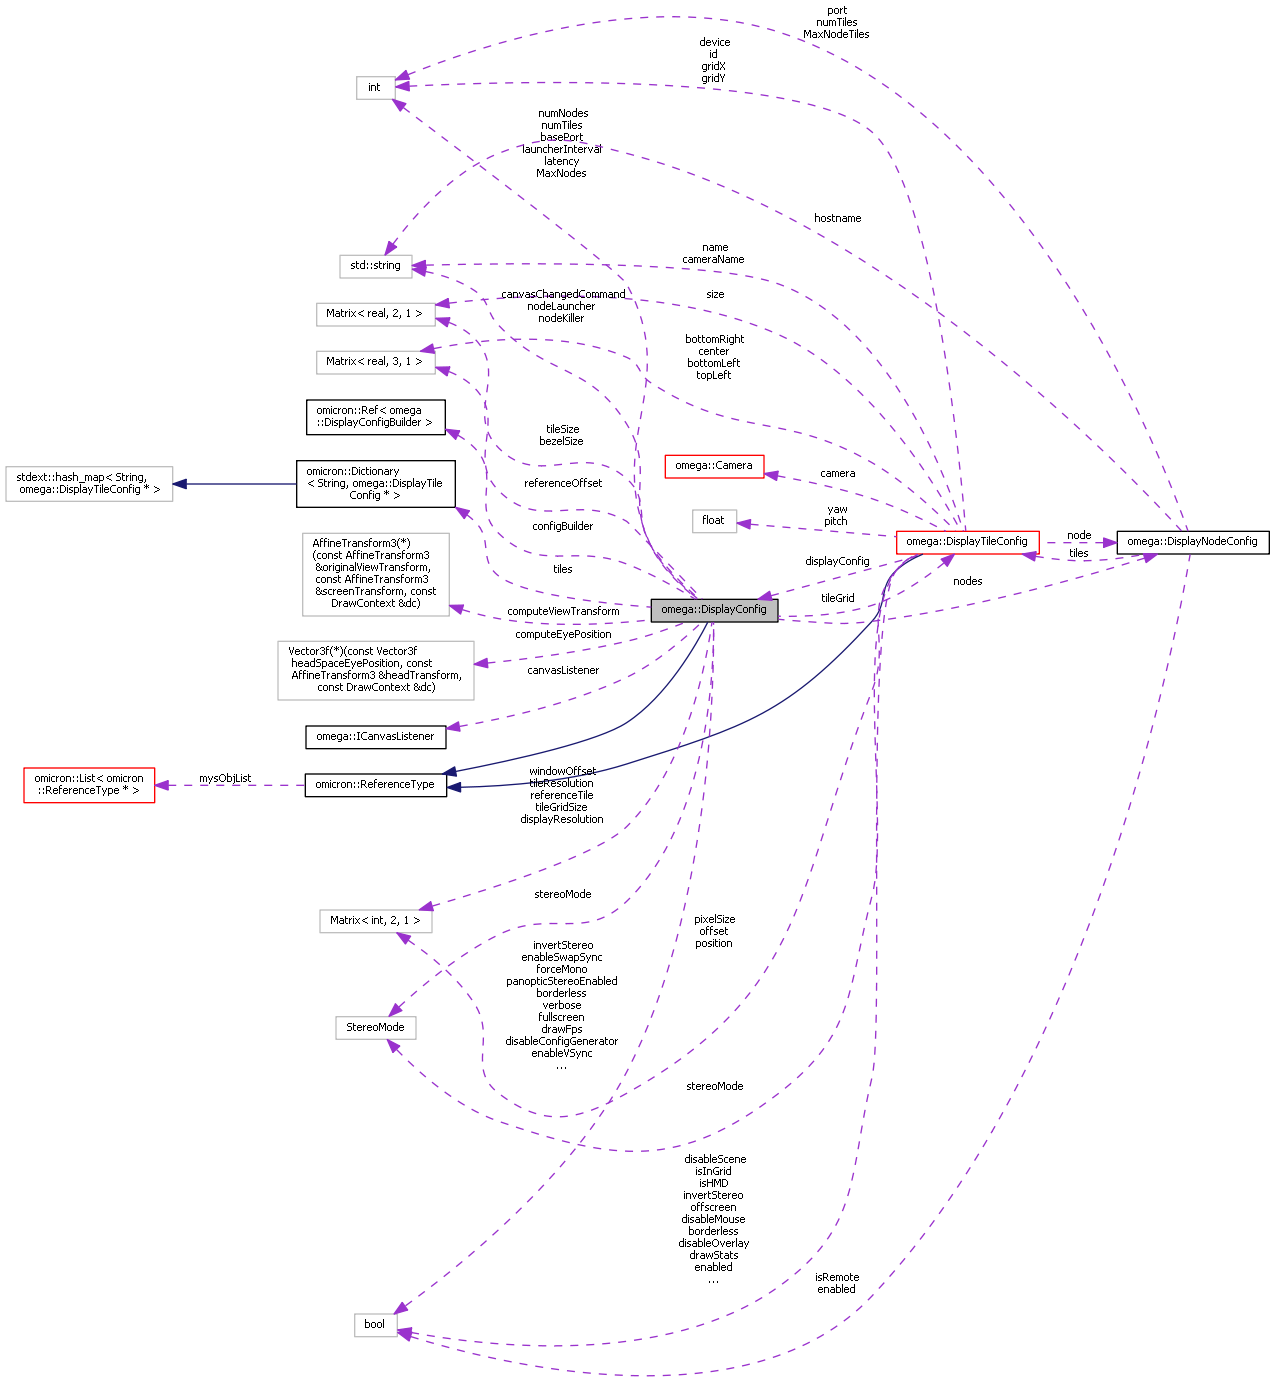 port
numTiles
MaxNodeTiles
device
id
gridX
gridY
int
numNodes
numTiles
basePort
launcherInterval
latency
MaxNodes
hostname
name
cameraName
std::string
canvasChangedCommand
nodeLauncher
nodeKiller
size
Matrix< real, 2, 1 >
bottomRight
center
bottomLeft
topLeft
Matrix< real, 3, 1 >
omicron::Ref< omega
::DisplayConfigBuilder >
tileSize
bezelSize
omega::Camera
camera
stdext::hash_map< String,
omega::DisplayTileConfig * >
omicron::Dictionary
< String, omega::DisplayTile
Config * >
referenceOffset
float
yaw
pitch
configBuilder
omega::DisplayTileConfig
node
tiles
omega::DisplayNodeConfig
AffineTransform3(*)
(const AffineTransform3
&originalViewTransform,
const AffineTransform3
&screenTransform, const
DrawContext &dc)
tiles
displayConfig
nodes
tileGrid
computeViewTransform
omega::DisplayConfig
computeEyePosition
Vector3f(*)(const Vector3f
headSpaceEyePosition, const
AffineTransform3 &headTransform,
const DrawContext &dc)
canvasListener
omega::ICanvasListener
omicron::List< omicron
::ReferenceType * >
mysObjList
omicron::ReferenceType
windowOffset
tileResolution
referenceTile
tileGridSize
displayResolution
stereoMode
Matrix< int, 2, 1 >
pixelSize
offset
position
invertStereo
enableSwapSync
forceMono
panopticStereoEnabled
borderless
verbose
fullscreen
drawFps
disableConfigGenerator
enableVSync
...
StereoMode
stereoMode
disableScene
isInGrid
isHMD
invertStereo
offscreen
disableMouse
borderless
disableOverlay
drawStats
enabled
...
isRemote
enabled
bool